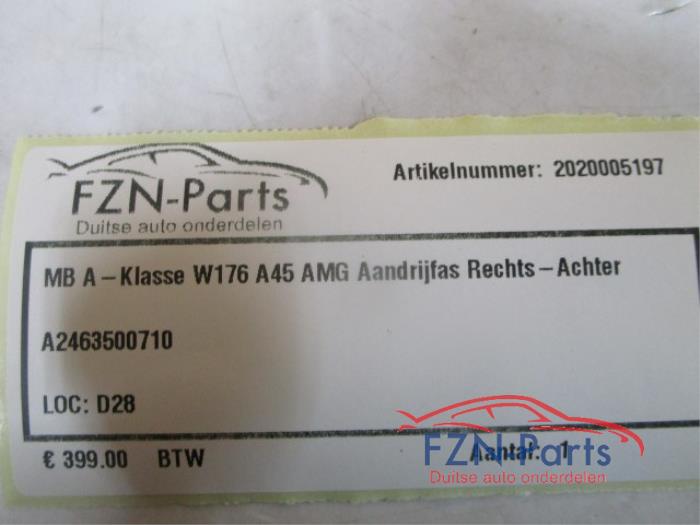 FZN-Parts
Duitse auto onderdelen
Artikelnummer: 2020005197
MB A-Klasse W176 A45 AMG Aandrijfas Rechts-Achter
A2463500710
LOC: D28
€ 399.00 BTW
Aantal: 1
FZN-Parts
Duitse auto onderdelen